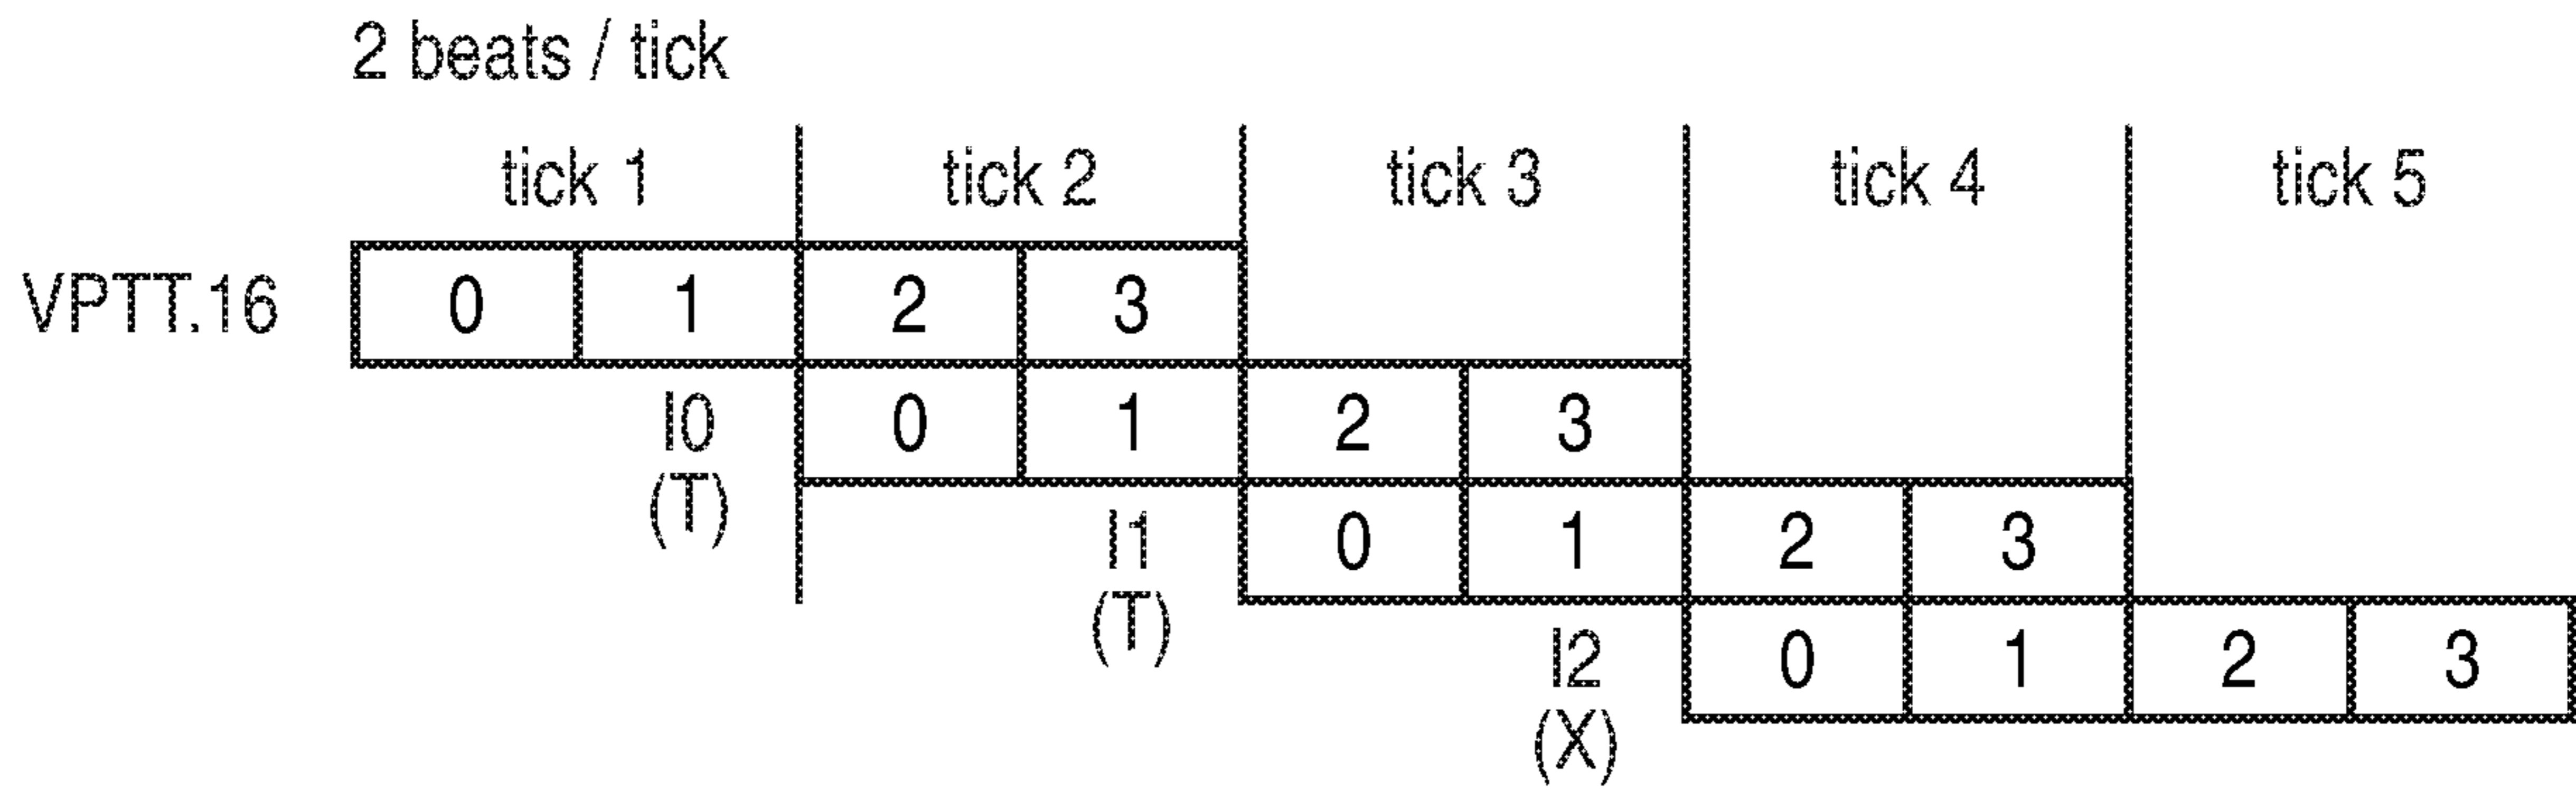 2 beats / tick
tick 1 tick 2 tick 3 tick 4 tick 5
VPTT.16 0 1 2 3
I0 0 1 2 3
(T)
I1 0 1 2 3
(T)
I2 0 1 2 3
(X)